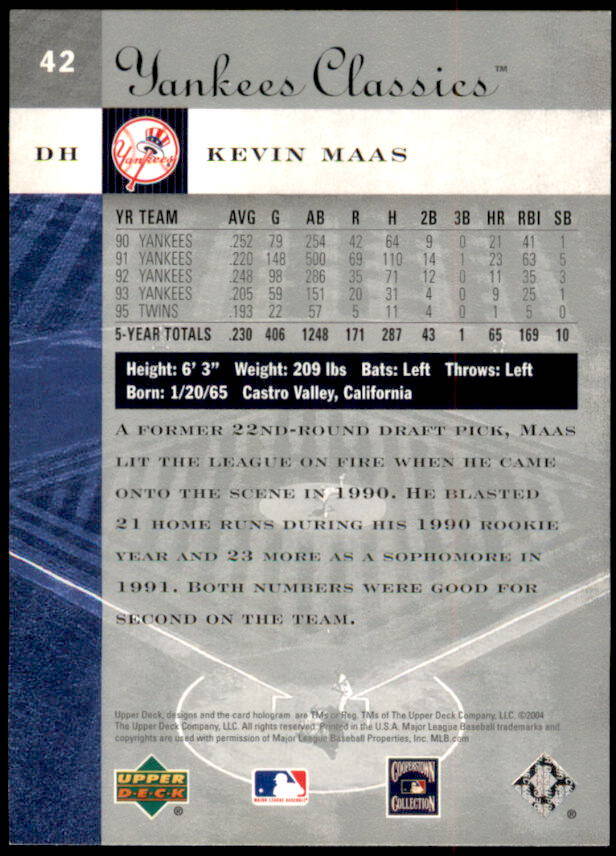 42
Yankees Classics™
DH
Yankees
KEVIN MAAS
YR TEAM AVG G AB R H 2B 3B HR RBI SB
90 YANKEES .252 79 254 42 64 9 0 21 41 1
91 YANKEES .220 148 500 69 110 14 1 23 63 5
92 YANKEES .248 98 286 35 71 12 0 11 35 3
93 YANKEES .205 59 151 20 31 4 0 9 25 1
95 TWINS .193 22 57 5 11 4 0 1 5 0
5-YEAR TOTALS .230 406 1248 171 287 43 1 65 169 10
Height: 6' 3" Weight: 209 lbs Bats: Left Throws: Left
Born: 1/20/65 Castro Valley, California
A FORMER 22ND-ROUND DRAFT PICK, MAAS
LIT THE LEAGUE ON FIRE WHEN HE CAME
ONTO THE SCENE IN 1990. HE BLASTED
21 HOME RUNS DURING HIS 1990 ROOKIE
YEAR AND 23 MORE AS A SOPHOMORE IN
1991. BOTH NUMBERS WERE GOOD FOR
SECOND ON THE TEAM.
Upper Deck, designs and the card hologram are TMs or Reg. TMs of The Upper Deck Company, LLC. ©2004
The Upper Deck Company, LLC. All rights reserved. Printed in the U.S.A. Major League Baseball trademarks and
copyrights are used with permission of Major League Baseball Properties, Inc. MLB.com
UPPER
DECK
®
MAJOR LEAGUE BASEBALL
®
COOPERSTOWN
COLLECTION
®